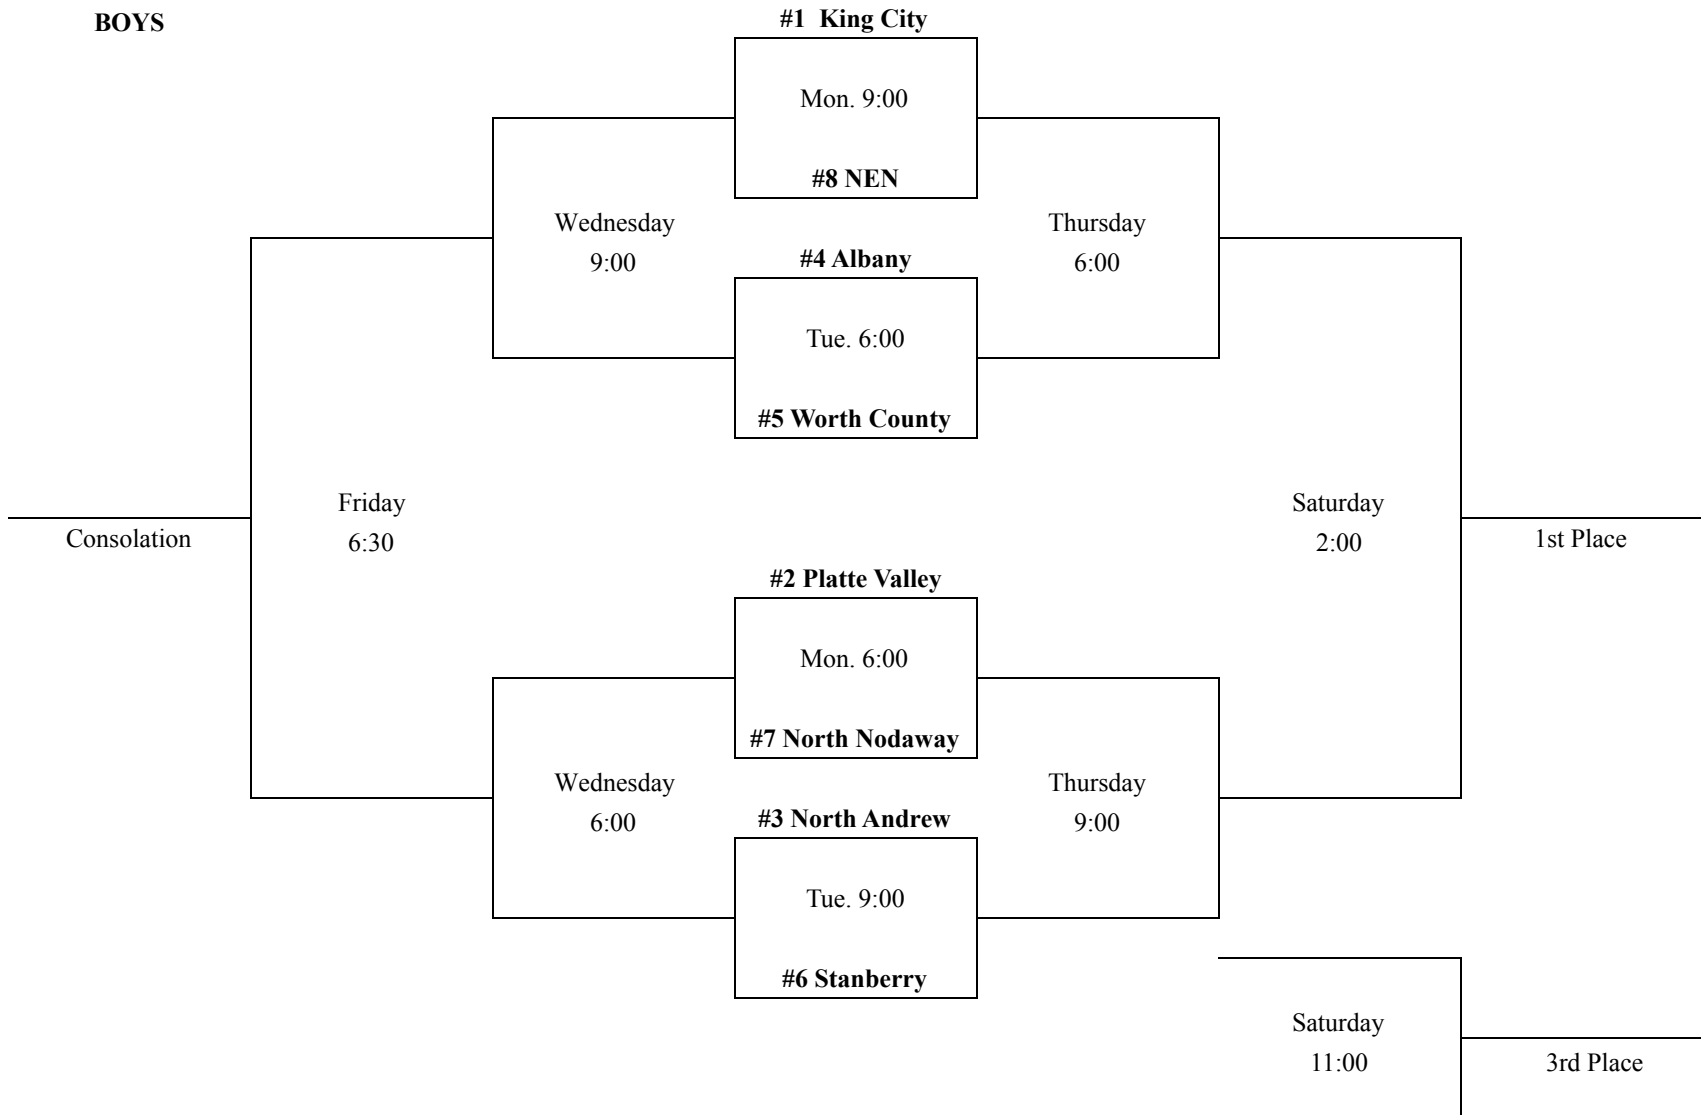 BOYS
#1  King City
Mon. 9:00
#8 NEN
Wednesday
9:00
Thursday
6:00
#4 Albany
Tue. 6:00
#5 Worth County
Friday
6:30
Consolation
Saturday
2:00
1st Place
#2 Platte Valley
Mon. 6:00
#7 North Nodaway
Wednesday
6:00
Thursday
9:00
#3 North Andrew
Tue. 9:00
#6 Stanberry
Saturday
11:00
3rd Place